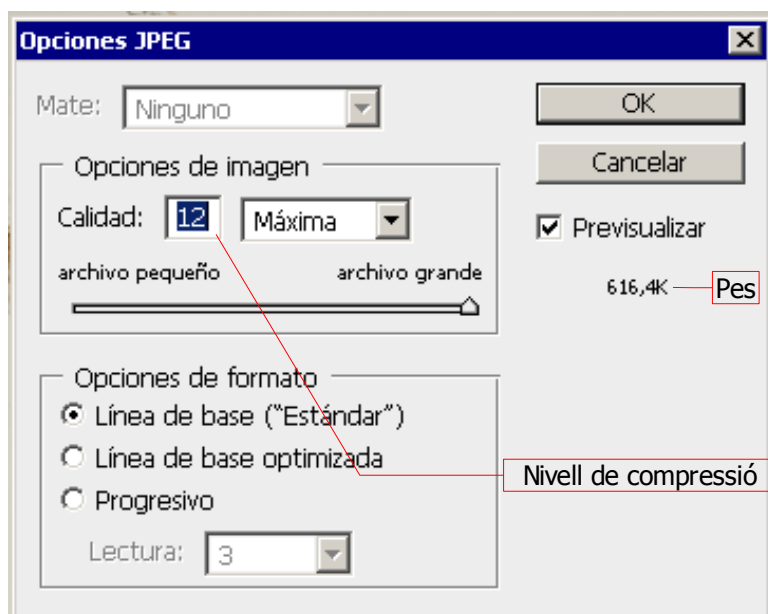 Opciones JPEG
Mate: Ninguno
OK
Opciones de imagen
Cancelar
Calidad: 12 Máxima
Previsualizar
archivo pequeño archivo grande
616,4K Pes
Opciones de formato
Línea de base ("Estándar")
Línea de base optimizada
Nivell de compressió
Progresivo
Lectura: 3